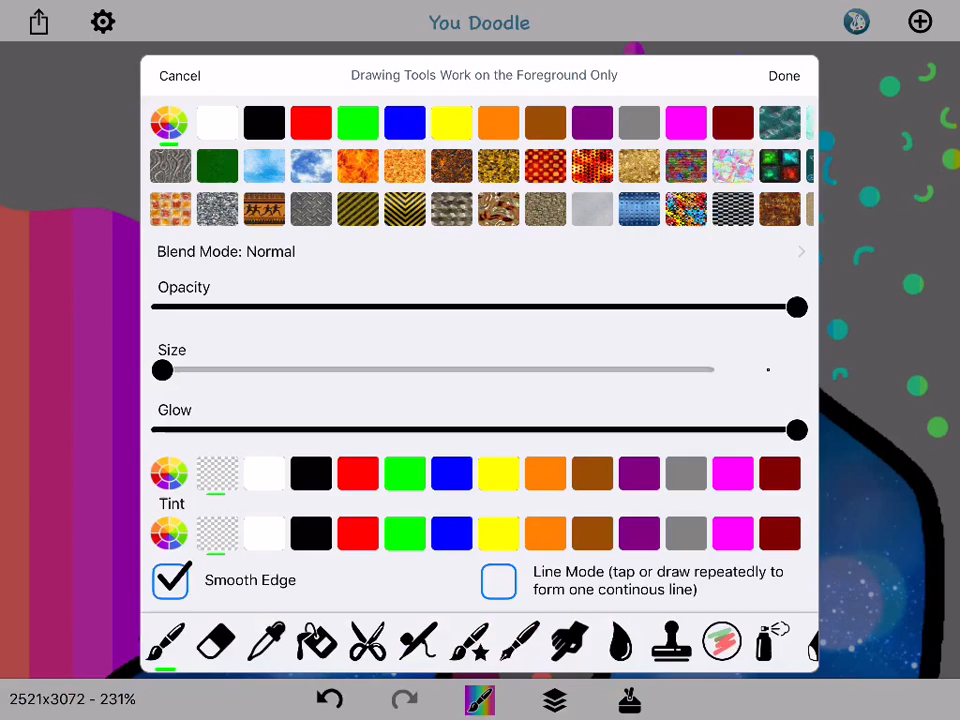 You Doodle
Cancel
Drawing Tools Work on the Foreground Only
Done
Blend Mode: Normal
Opacity
Size
Glow
Tint
Smooth Edge
Line Mode (tap or draw repeatedly to
form one continous line)
2521x3072 - 231%